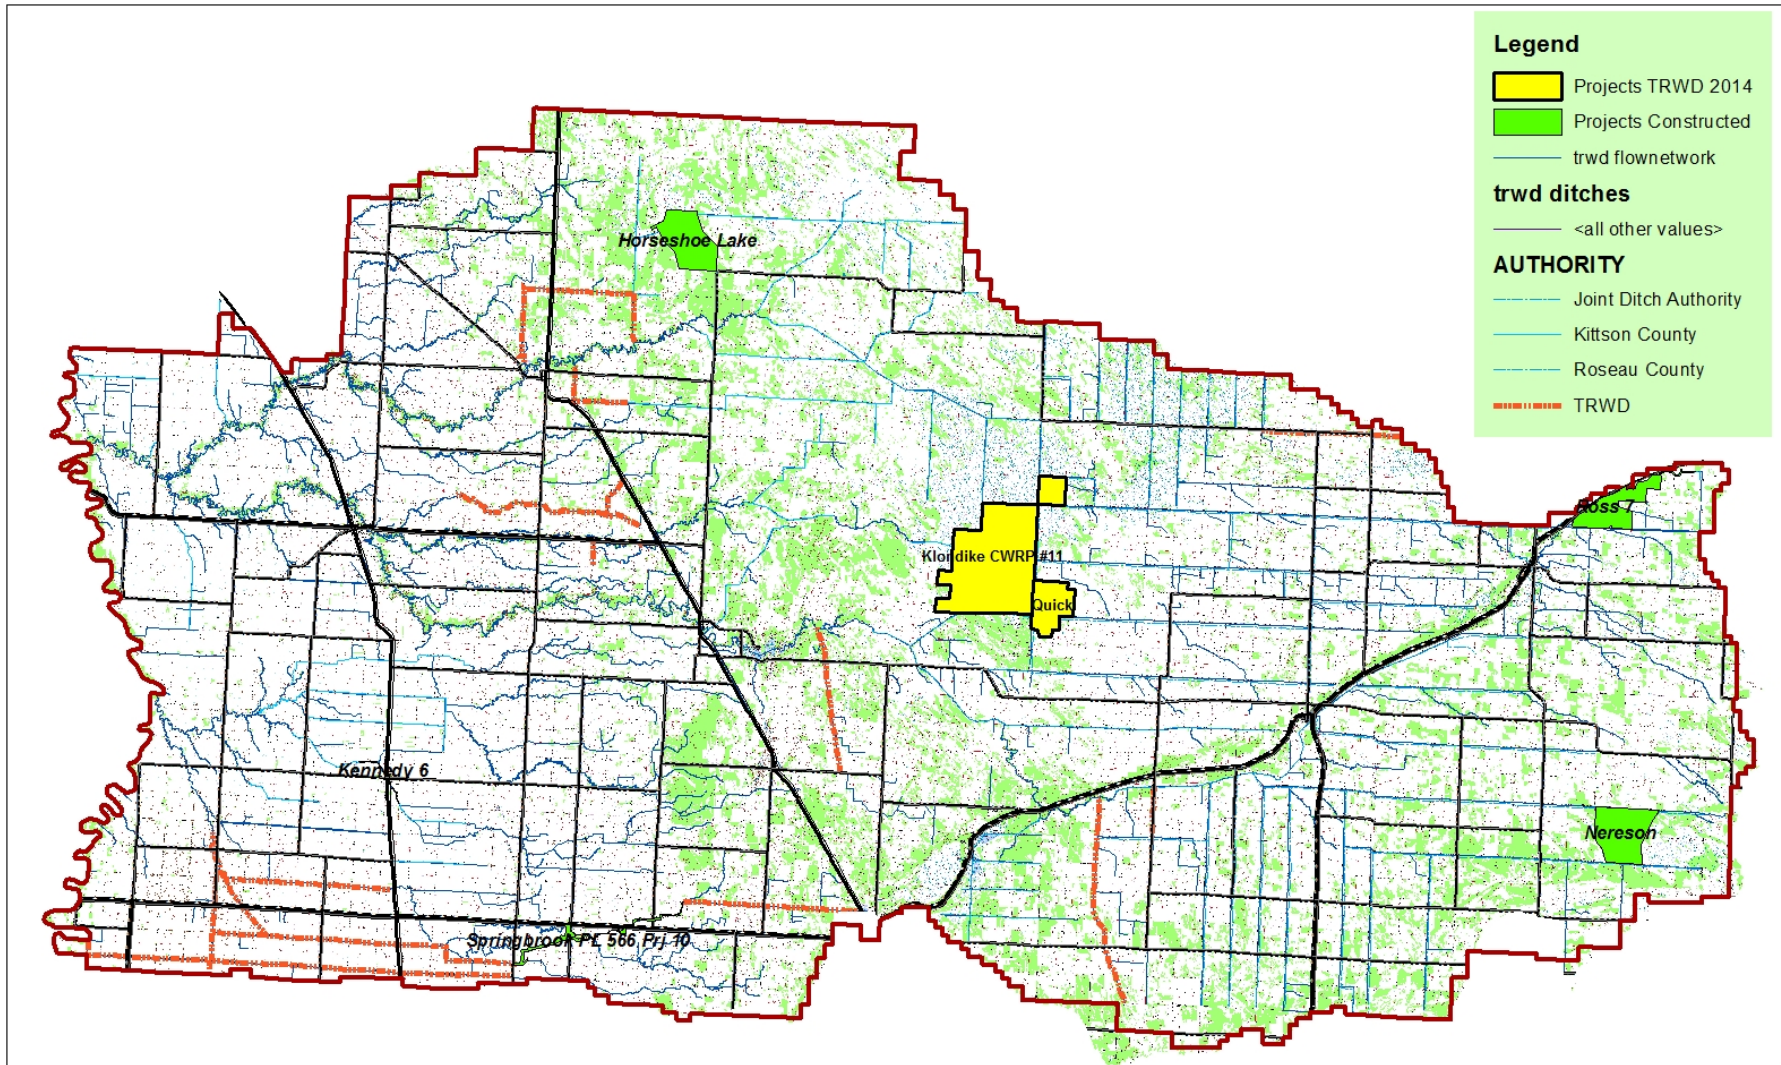 Legend
Projects TRWD 2014
Projects Constructed
trwd flownetwork
trwd ditches
<all other values>
AUTHORITY
Joint Ditch Authority
Kittson County
Roseau County
TRWD
Horseshoe Lake
Ross 7
Klondike CWRP #11
Quick
Kennedy 6
Nereson
Springbrook PL 566 Prj 10